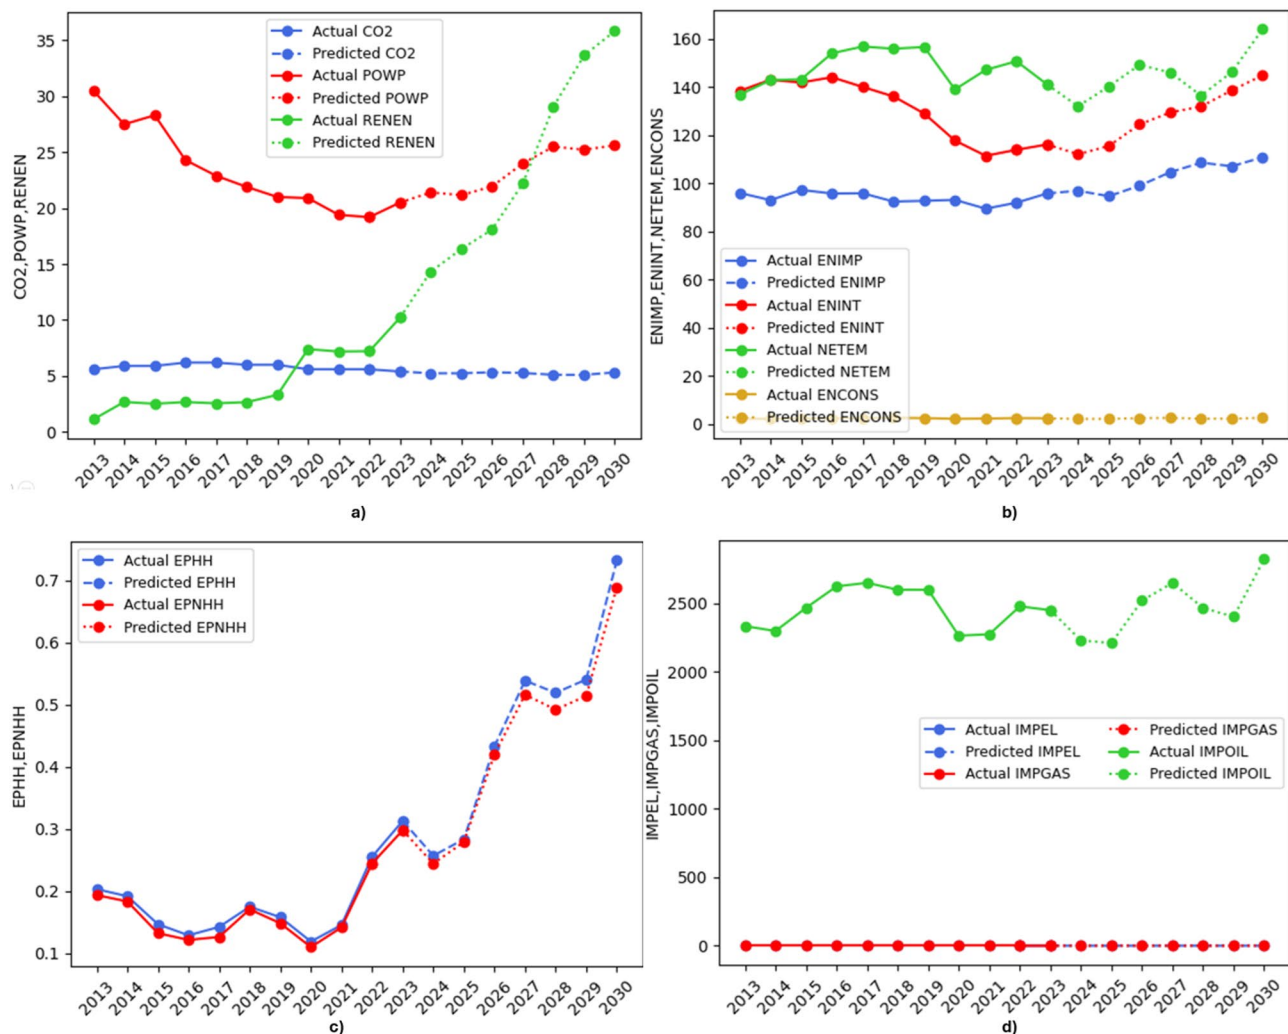 CO2,POWP,RENEN
35
30
25
20
15
10
5
0
Actual CO2
Predicted CO2
Actual POWP
Predicted POWP
Actual RENEN
Predicted RENEN
2013 2014 2015 2016 2017 2018 2019 2020 2021 2022 2023 2024 2025 2026 2027 2028 2029 2030
a)
ENIMP,ENINT,NETEM,ENCONS
160
140
120
100
80
60
40
20
0
Actual ENIMP
Predicted ENIMP
Actual ENINT
Predicted ENINT
Actual NETEM
Predicted NETEM
Actual ENCONS
Predicted ENCONS
2013 2014 2015 2016 2017 2018 2019 2020 2021 2022 2023 2024 2025 2026 2027 2028 2029 2030
b)
EPHH,EPNHH
0.7
0.6
0.5
0.4
0.3
0.2
0.1
Actual EPHH
Predicted EPHH
Actual EPNHH
Predicted EPNHH
2013 2014 2015 2016 2017 2018 2019 2020 2021 2022 2023 2024 2025 2026 2027 2028 2029 2030
c)
IMPEL,IMPGAS,IMPOIL
2500
2000
1500
1000
500
0
Actual IMPEL
Predicted IMPEL
Actual IMPGAS
Predicted IMPGAS
Actual IMPOIL
Predicted IMPOIL
2013 2014 2015 2016 2017 2018 2019 2020 2021 2022 2023 2024 2025 2026 2027 2028 2029 2030
d)